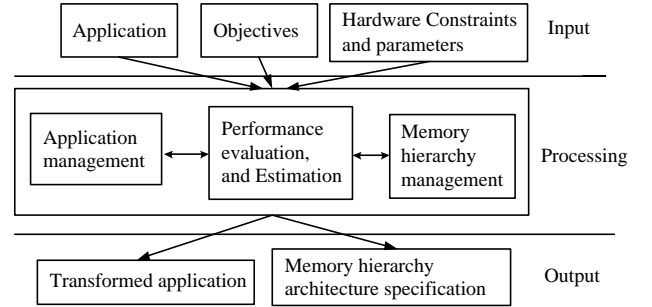 Application
Objectives
Hardware Constraints
and parameters
Input
Application
management
Performance
evaluation,
and Estimation
Memory
hierarchy
management
Processing
Transformed application
Memory hierarchy
architecture specification
Output